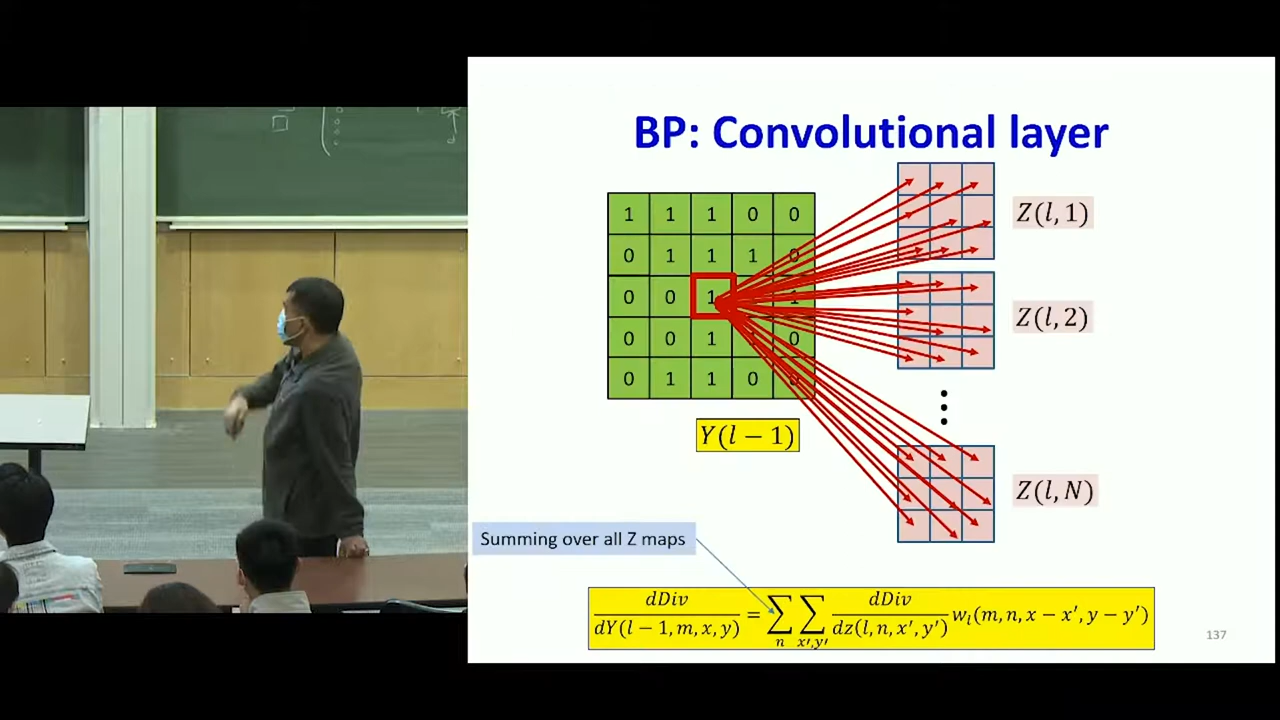 BP: Convolutional layer
1 1 1 0 0
0 1 1 1 0
0 0 1 1
0 0 1 0
0 1 1 0 0
Y(l − 1)
Z(l, 1)
Z(l, 2)
⋮
Z(l, N)
Summing over all Z maps
dDiv/dY(l − 1, m, x, y) = ∑_n ∑_{x′,y′} dDiv/dz(l, n, x′, y′) w_l(m, n, x − x′, y − y′)
137